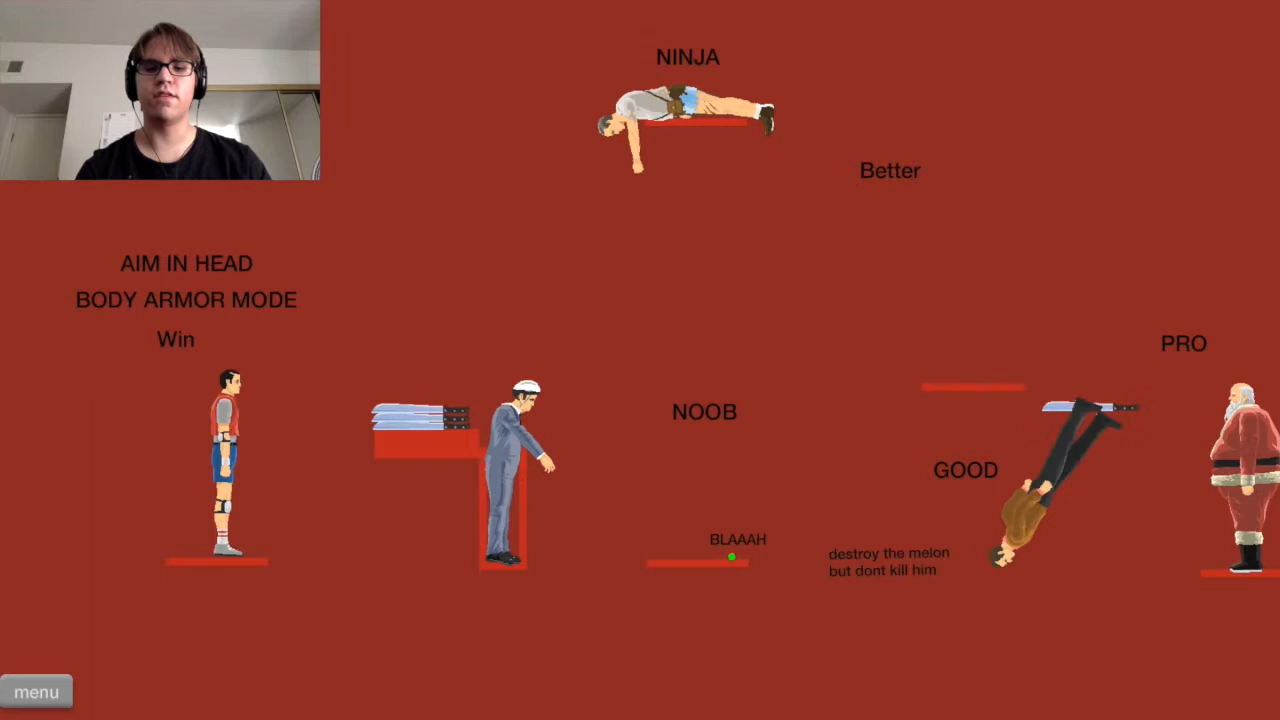 NINJA
Better
AIM IN HEAD
BODY ARMOR MODE
Win
PRO
NOOB
GOOD
BLAAAH
destroy the melon
but dont kill him
menu